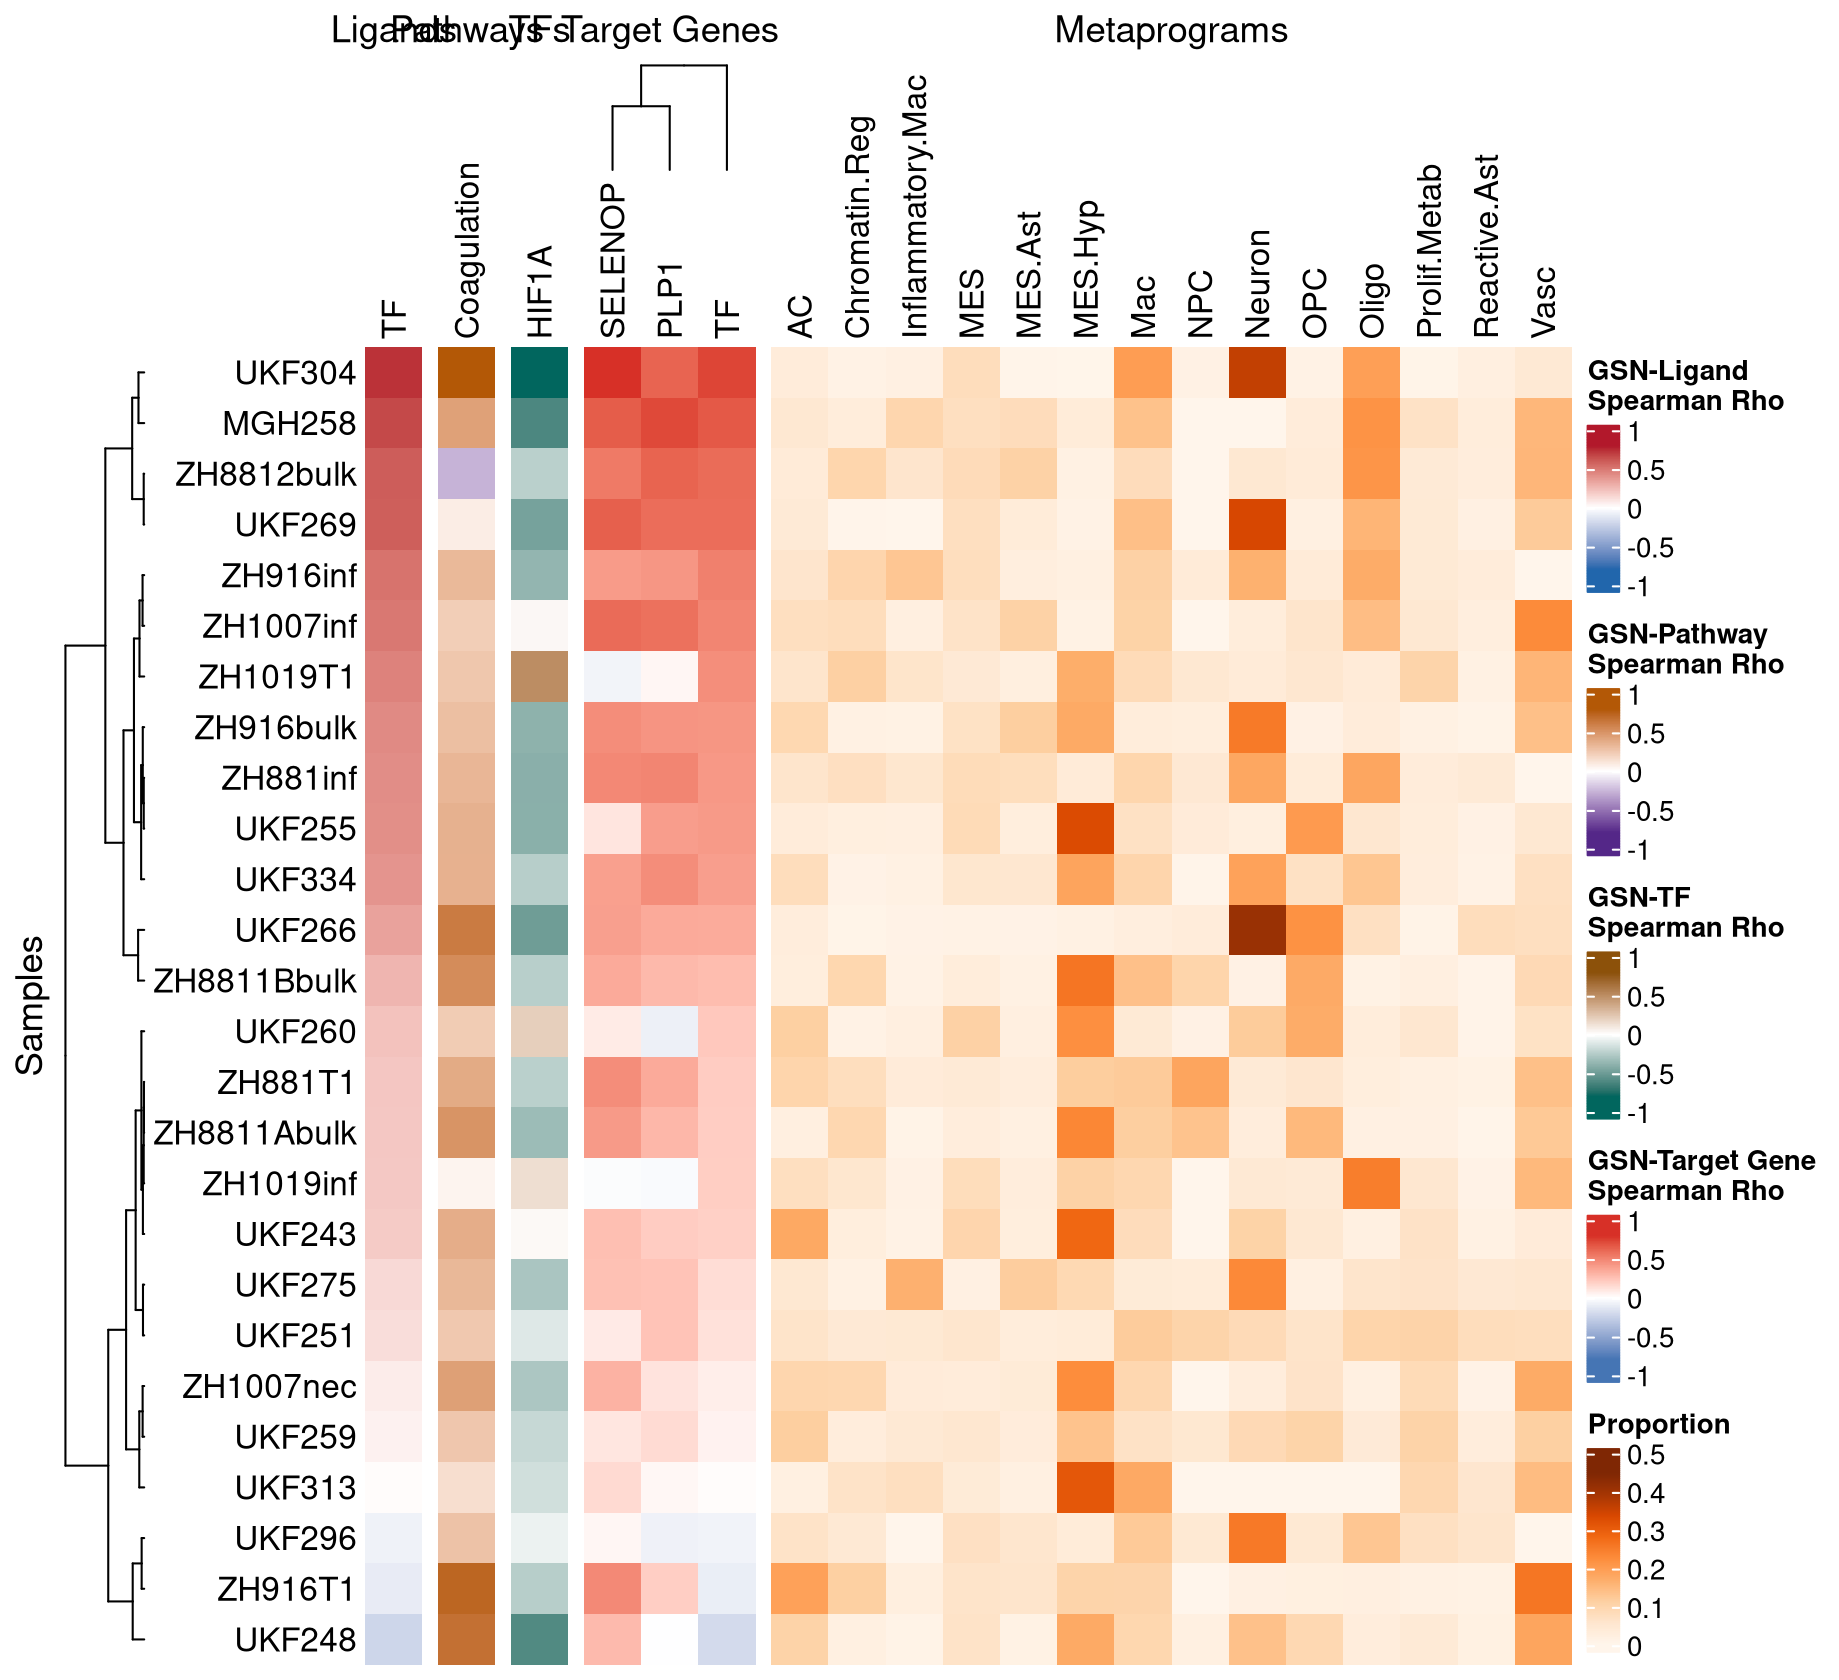 Ligands Pathways TFs Target Genes Metaprograms
TF Coagulation HIF1A SELENOP PLP1 TF AC Chromatin.Reg Inflammatory.Mac MES MES.Ast MES.Hyp Mac NPC Neuron OPC Oligo Prolif.Metab Reactive.Ast Vasc
Samples
UKF304
MGH258
ZH8812bulk
UKF269
ZH916inf
ZH1007inf
ZH1019T1
ZH916bulk
ZH881inf
UKF255
UKF334
UKF266
ZH8811Bbulk
UKF260
ZH881T1
ZH8811Abulk
ZH1019inf
UKF243
UKF275
UKF251
ZH1007nec
UKF259
UKF313
UKF296
ZH916T1
UKF248
GSN-Ligand
Spearman Rho
1
0.5
0
-0.5
-1
GSN-Pathway
Spearman Rho
1
0.5
0
-0.5
-1
GSN-TF
Spearman Rho
1
0.5
0
-0.5
-1
GSN-Target Gene
Spearman Rho
1
0.5
0
-0.5
-1
Proportion
0.5
0.4
0.3
0.2
0.1
0